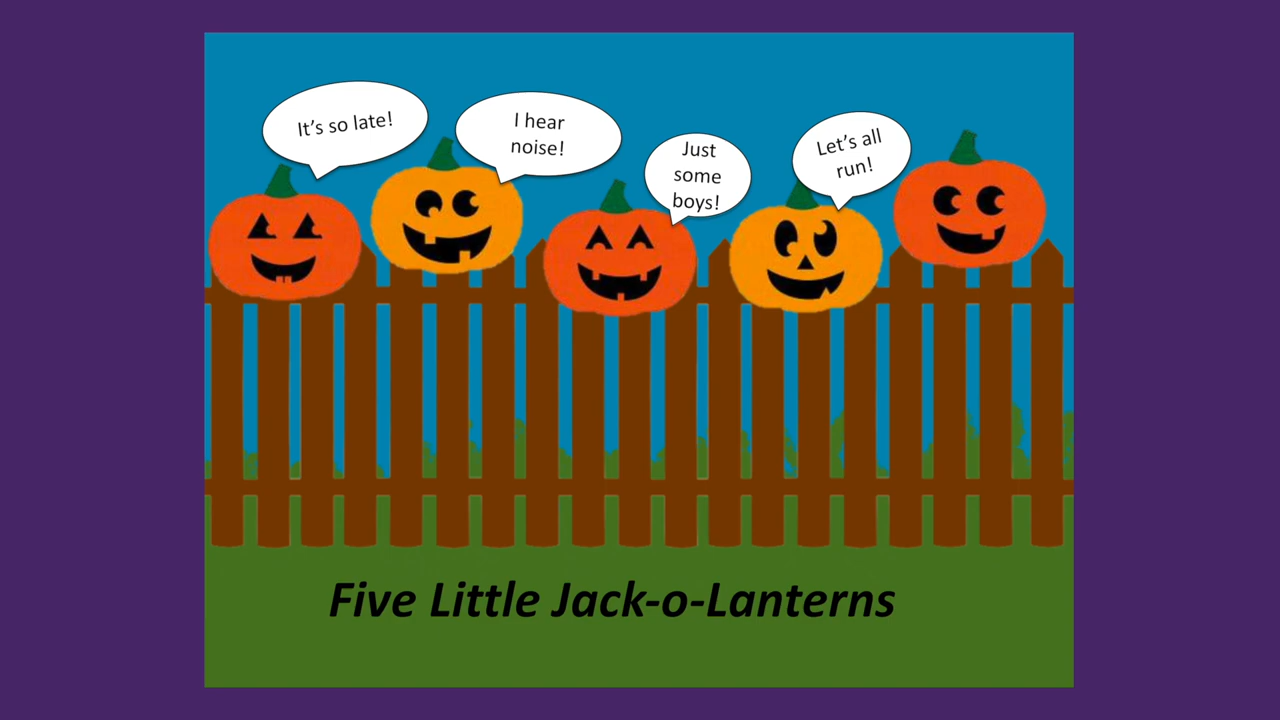 It's so late!
I hear
noise!
Just
some
boys!
Let's all
run!
Five Little Jack-o-Lanterns